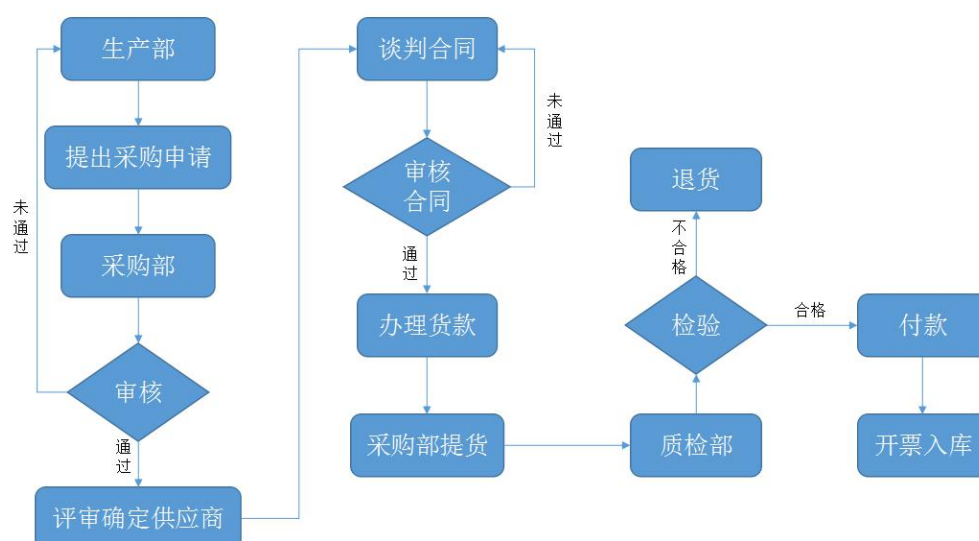 生产部
提出采购申请
采购部
审核
未通过
通过
评审确定供应商
谈判合同
审核
合同
未通过
通过
办理货款
采购部提货
质检部
检验
不合格
退货
合格
付款
开票入库